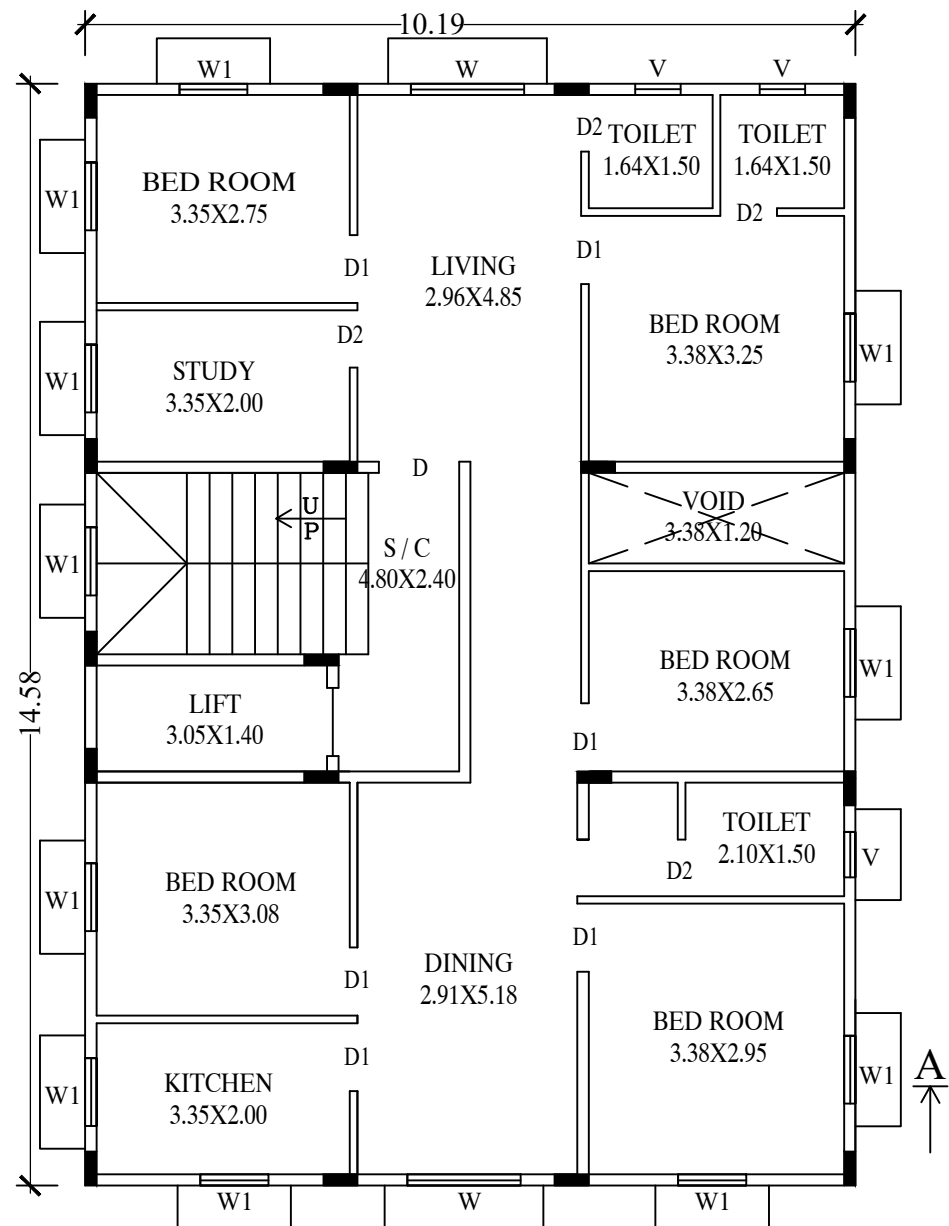 10.19
W1
W
V
V
D2
TOILET
1.64X1.50
TOILET
1.64X1.50
BED ROOM
3.35X2.75
W1
D2
D1
D1
LIVING
2.96X4.85
BED ROOM
3.38X3.25
D2
W1
STUDY
3.35X2.00
W1
D
VOID
3.38X1.20
U
P
S / C
4.80X2.40
W1
BED ROOM
3.38X2.65
W1
14.58
LIFT
3.05X1.40
D1
TOILET
2.10X1.50
V
D2
BED ROOM
3.35X3.08
W1
D1
DINING
2.91X5.18
D1
BED ROOM
3.38X2.95
W1
A
D1
KITCHEN
3.35X2.00
W1
W1
W
W1